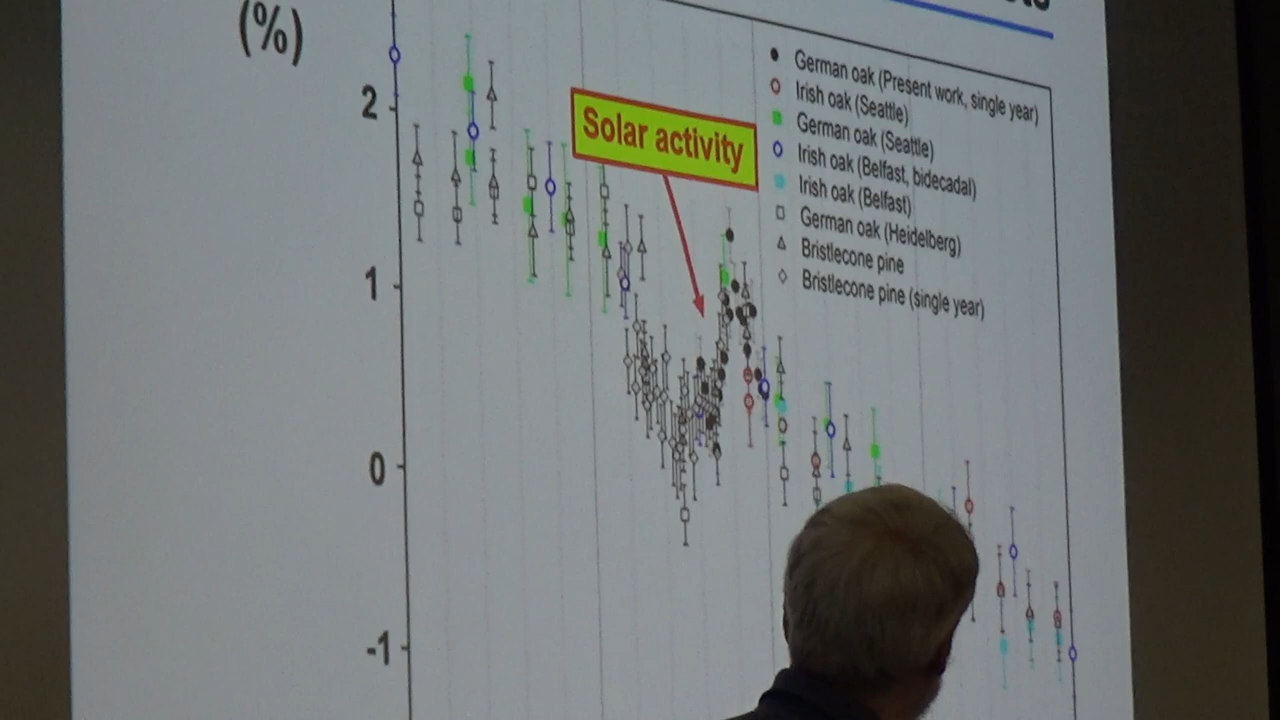 (%)
2
1
0
-1
Solar activity
German oak (Present work, single year)
Irish oak (Seattle)
German oak (Seattle)
Irish oak (Belfast, bidecadal)
Irish oak (Belfast)
German oak (Heidelberg)
Bristlecone pine
Bristlecone pine (single year)